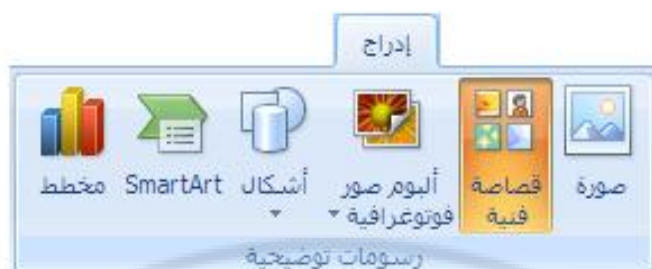 إدراج
صورة
قصاصة فنية
ألبوم صور فوتوغرافية
أشكال
SmartArt
مخطط
رسومات توضيحية